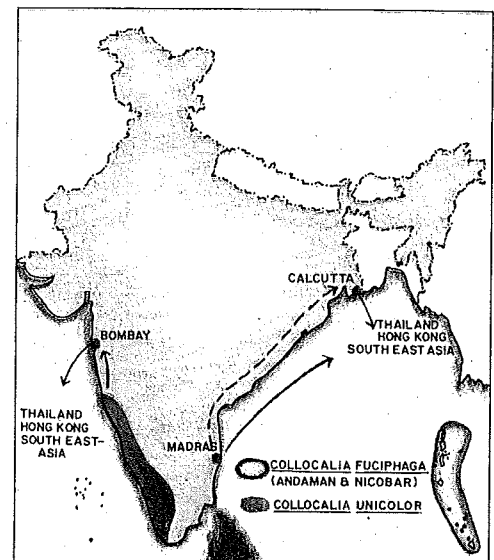 CALCUTTA
THAILAND
HONG KONG
SOUTH EAST ASIA
BOMBAY
THAILAND
HONG KONG
SOUTH EAST-
ASIA
MADRAS
COLLOCALIA FUCIPHAGA
(ANDAMAN & NICOBAR)
COLLOCALIA UNICOLOR